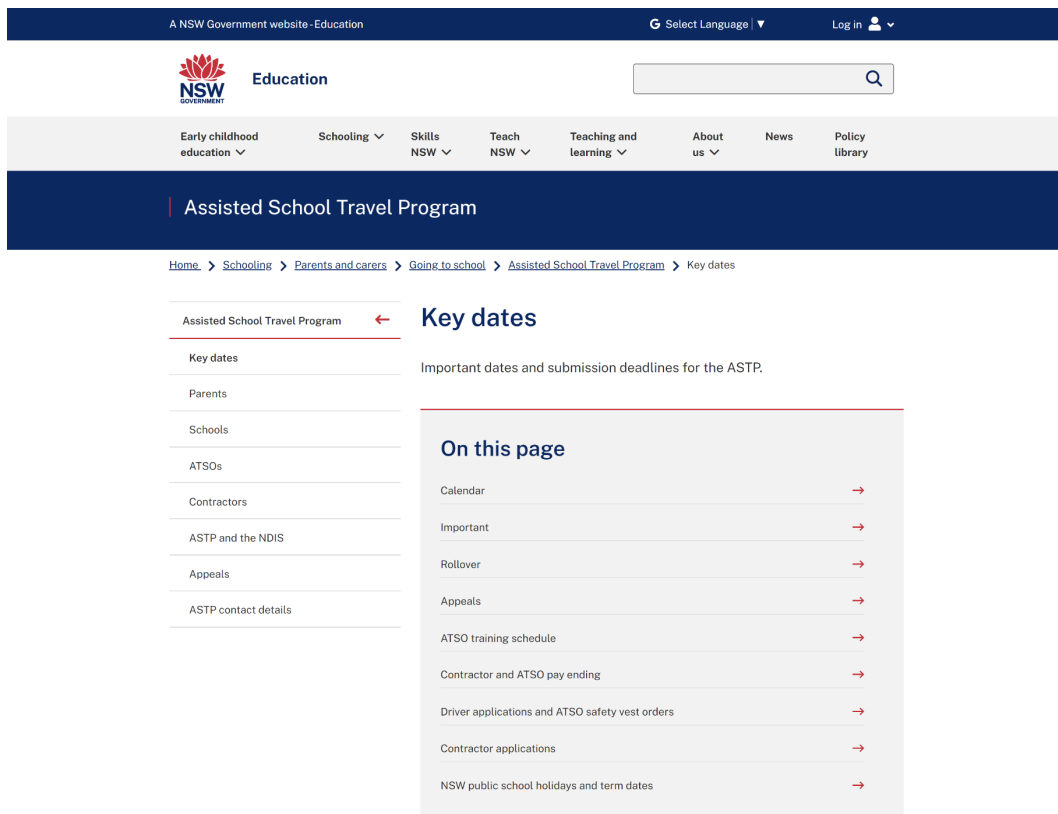 A NSW Government website - Education
G Select Language ▼
Log in
NSW
GOVERNMENT
Education
Early childhood
education
Schooling
Skills
NSW
Teach
NSW
Teaching and
learning
About
us
News
Policy
library
Assisted School Travel Program
Home > Schooling > Parents and carers > Going to school > Assisted School Travel Program > Key dates
Assisted School Travel Program
Key dates
Parents
Schools
ATSOs
Contractors
ASTP and the NDIS
Appeals
ASTP contact details
Key dates
Important dates and submission deadlines for the ASTP.
On this page
Calendar
Important
Rollover
Appeals
ATSO training schedule
Contractor and ATSO pay ending
Driver applications and ATSO safety vest orders
Contractor applications
NSW public school holidays and term dates